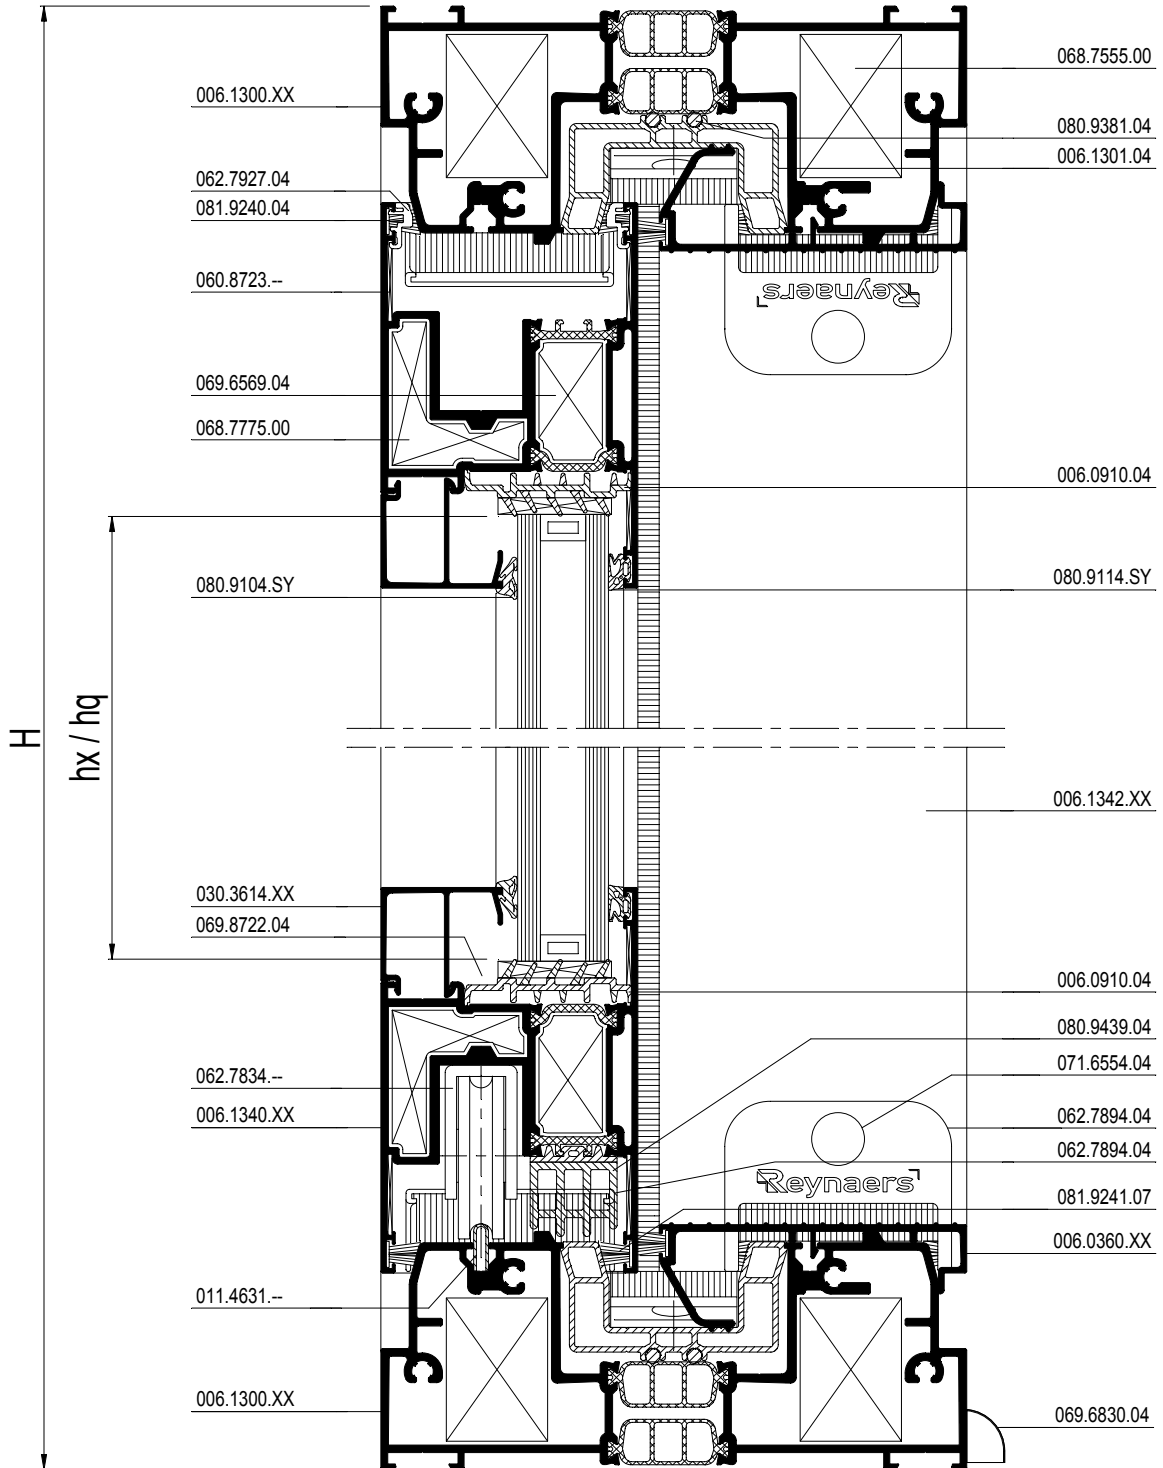 068.7555.00
006.1300.XX
080.9381.04
006.1301.04
062.7927.04
081.9240.04
060.8723.--
Reynaers
069.6569.04
068.7775.00
006.0910.04
080.9104.SY
080.9114.SY
H
hx / hq
006.1342.XX
030.3614.XX
069.8722.04
006.0910.04
080.9439.04
071.6554.04
062.7834.--
006.1340.XX
062.7894.04
062.7894.04
Reynaers
081.9241.07
006.0360.XX
011.4631.--
006.1300.XX
069.6830.04